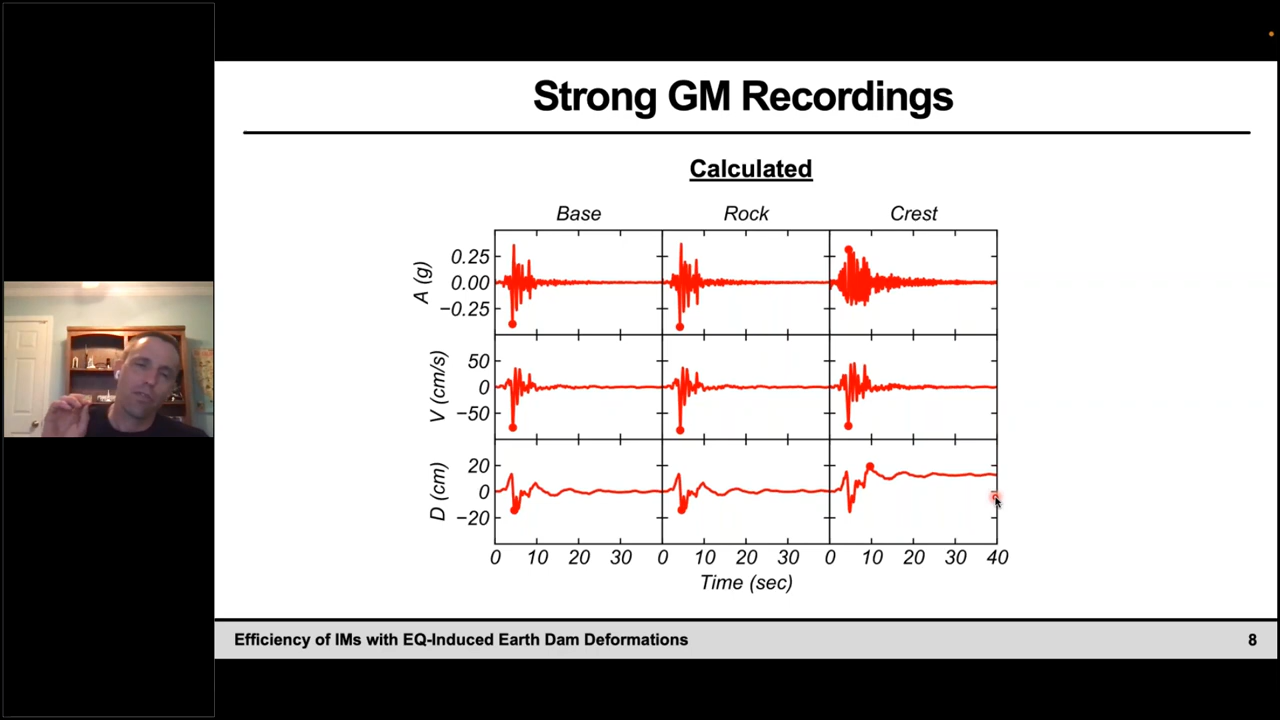 Strong GM Recordings
Calculated
Base Rock Crest
A (g)
0.25
0.00
−0.25
V (cm/s)
50
0
−50
D (cm)
20
0
−20
0 10 20 30 0 10 20 30 0 10 20 30 40
Time (sec)
Efficiency of IMs with EQ-Induced Earth Dam Deformations 8